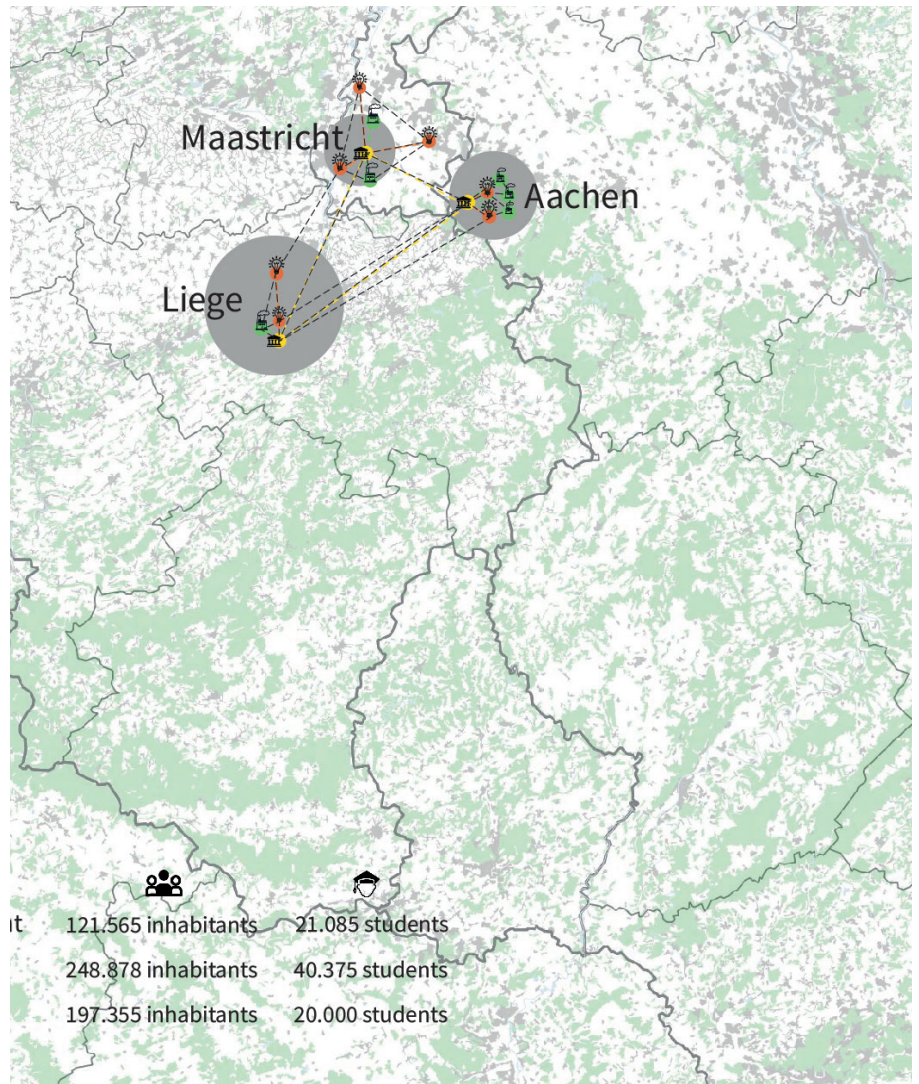 Maastricht
Aachen
Liege
121.565 inhabitants 21.085 students
248.878 inhabitants 40.375 students
197.355 inhabitants 20.000 students